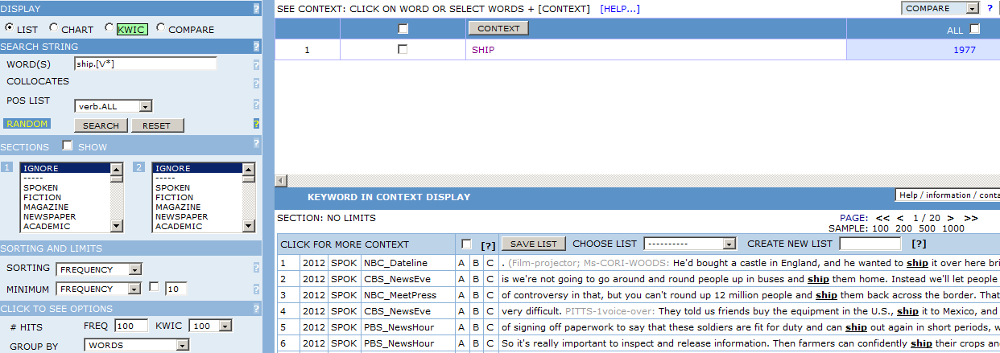 DISPLAY ?
LIST CHART KWIC COMPARE
SEARCH STRING
WORD(S) ship.[V*] ?
COLLOCATES ?
POS LIST verb.ALL ?
RANDOM SEARCH RESET ?
SECTIONS SHOW ?
1 IGNORE 2 IGNORE
----- -----
SPOKEN SPOKEN
FICTION FICTION
MAGAZINE MAGAZINE
NEWSPAPER NEWSPAPER
ACADEMIC ACADEMIC
SORTING AND LIMITS
SORTING FREQUENCY ?
MINIMUM FREQUENCY 10 ?
CLICK TO SEE OPTIONS ?
# HITS FREQ 100 KWIC 100 ?
GROUP BY WORDS ?
SEE CONTEXT: CLICK ON WORD OR SELECT WORDS + [CONTEXT] [HELP...] COMPARE ?
CONTEXT ALL
1 SHIP 1977
KEYWORD IN CONTEXT DISPLAY Help / information / conta
SECTION: NO LIMITS PAGE: << < 1 / 20 > >>
SAMPLE: 100 200 500 1000
CLICK FOR MORE CONTEXT [?] SAVE LIST CHOOSE LIST ---------- CREATE NEW LIST [?]
1 2012 SPOK NBC_Dateline A B C . (Film-projector; Ms-CORI-WOODS: He'd bought a castle in England, and he wanted to ship it over here bri
2 2012 SPOK CBS_NewsEve A B C is we're not going to go around and round people up in buses and ship them home. Instead we'll let people
3 2012 SPOK NBC_MeetPress A B C of controversy in that, but you can't round up 12 million people and ship them back across the border. That
4 2012 SPOK CBS_NewsEve A B C very difficult. PITTS-1voice-over: They told us friends buy the equipment in the U.S., ship it to Mexico, and
5 2012 SPOK PBS_NewsHour A B C of signing off paperwork to say that these soldiers are fit for duty and can ship out again in short periods, w
6 2012 SPOK PBS_NewsHour A B C So it's really important to inspect and release information. Then farmers can confidently ship their crops an